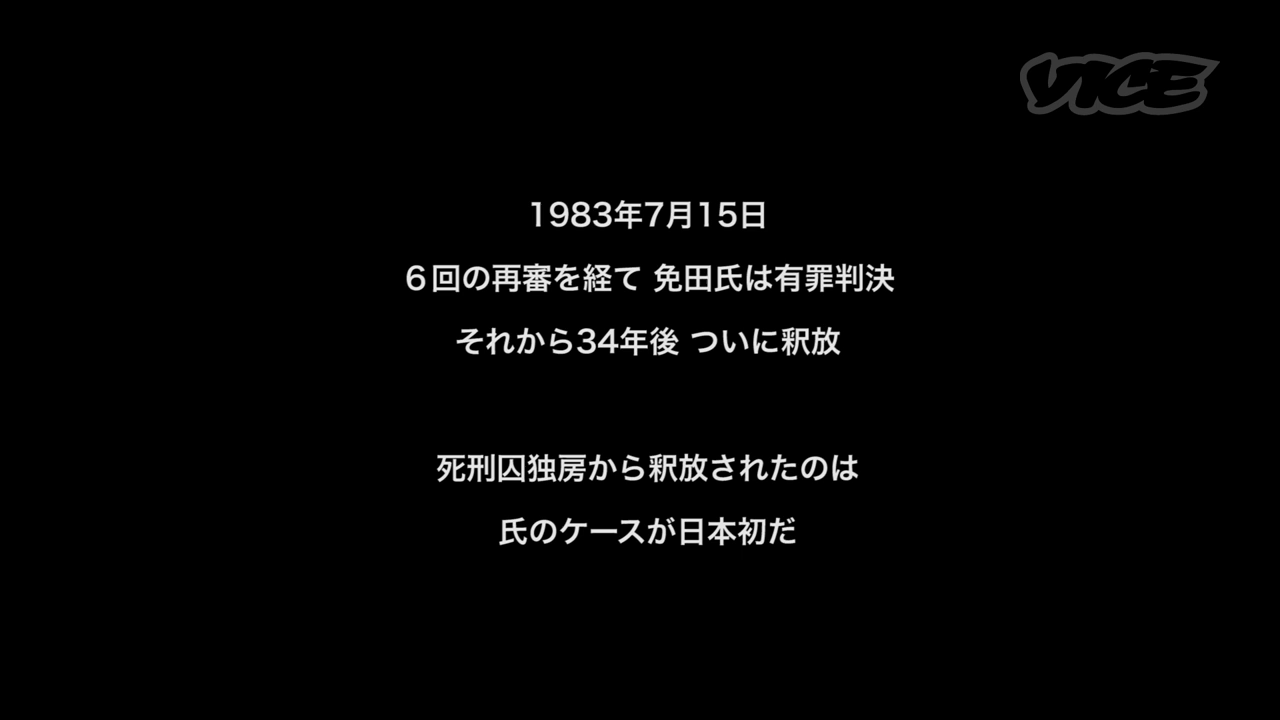 VICE
1983年7月15日
6回の再審を経て 免田氏は有罪判決
それから34年後 ついに釈放
死刑囚独房から釈放されたのは
氏のケースが日本初だ